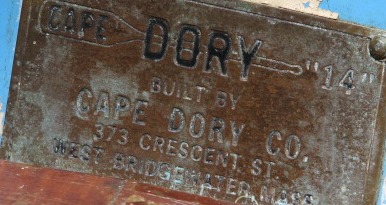 CAPE DORY "14"
BUILT BY
CAPE DORY CO.
373 CRESCENT ST.
WEST BRIDGEWATER MASS